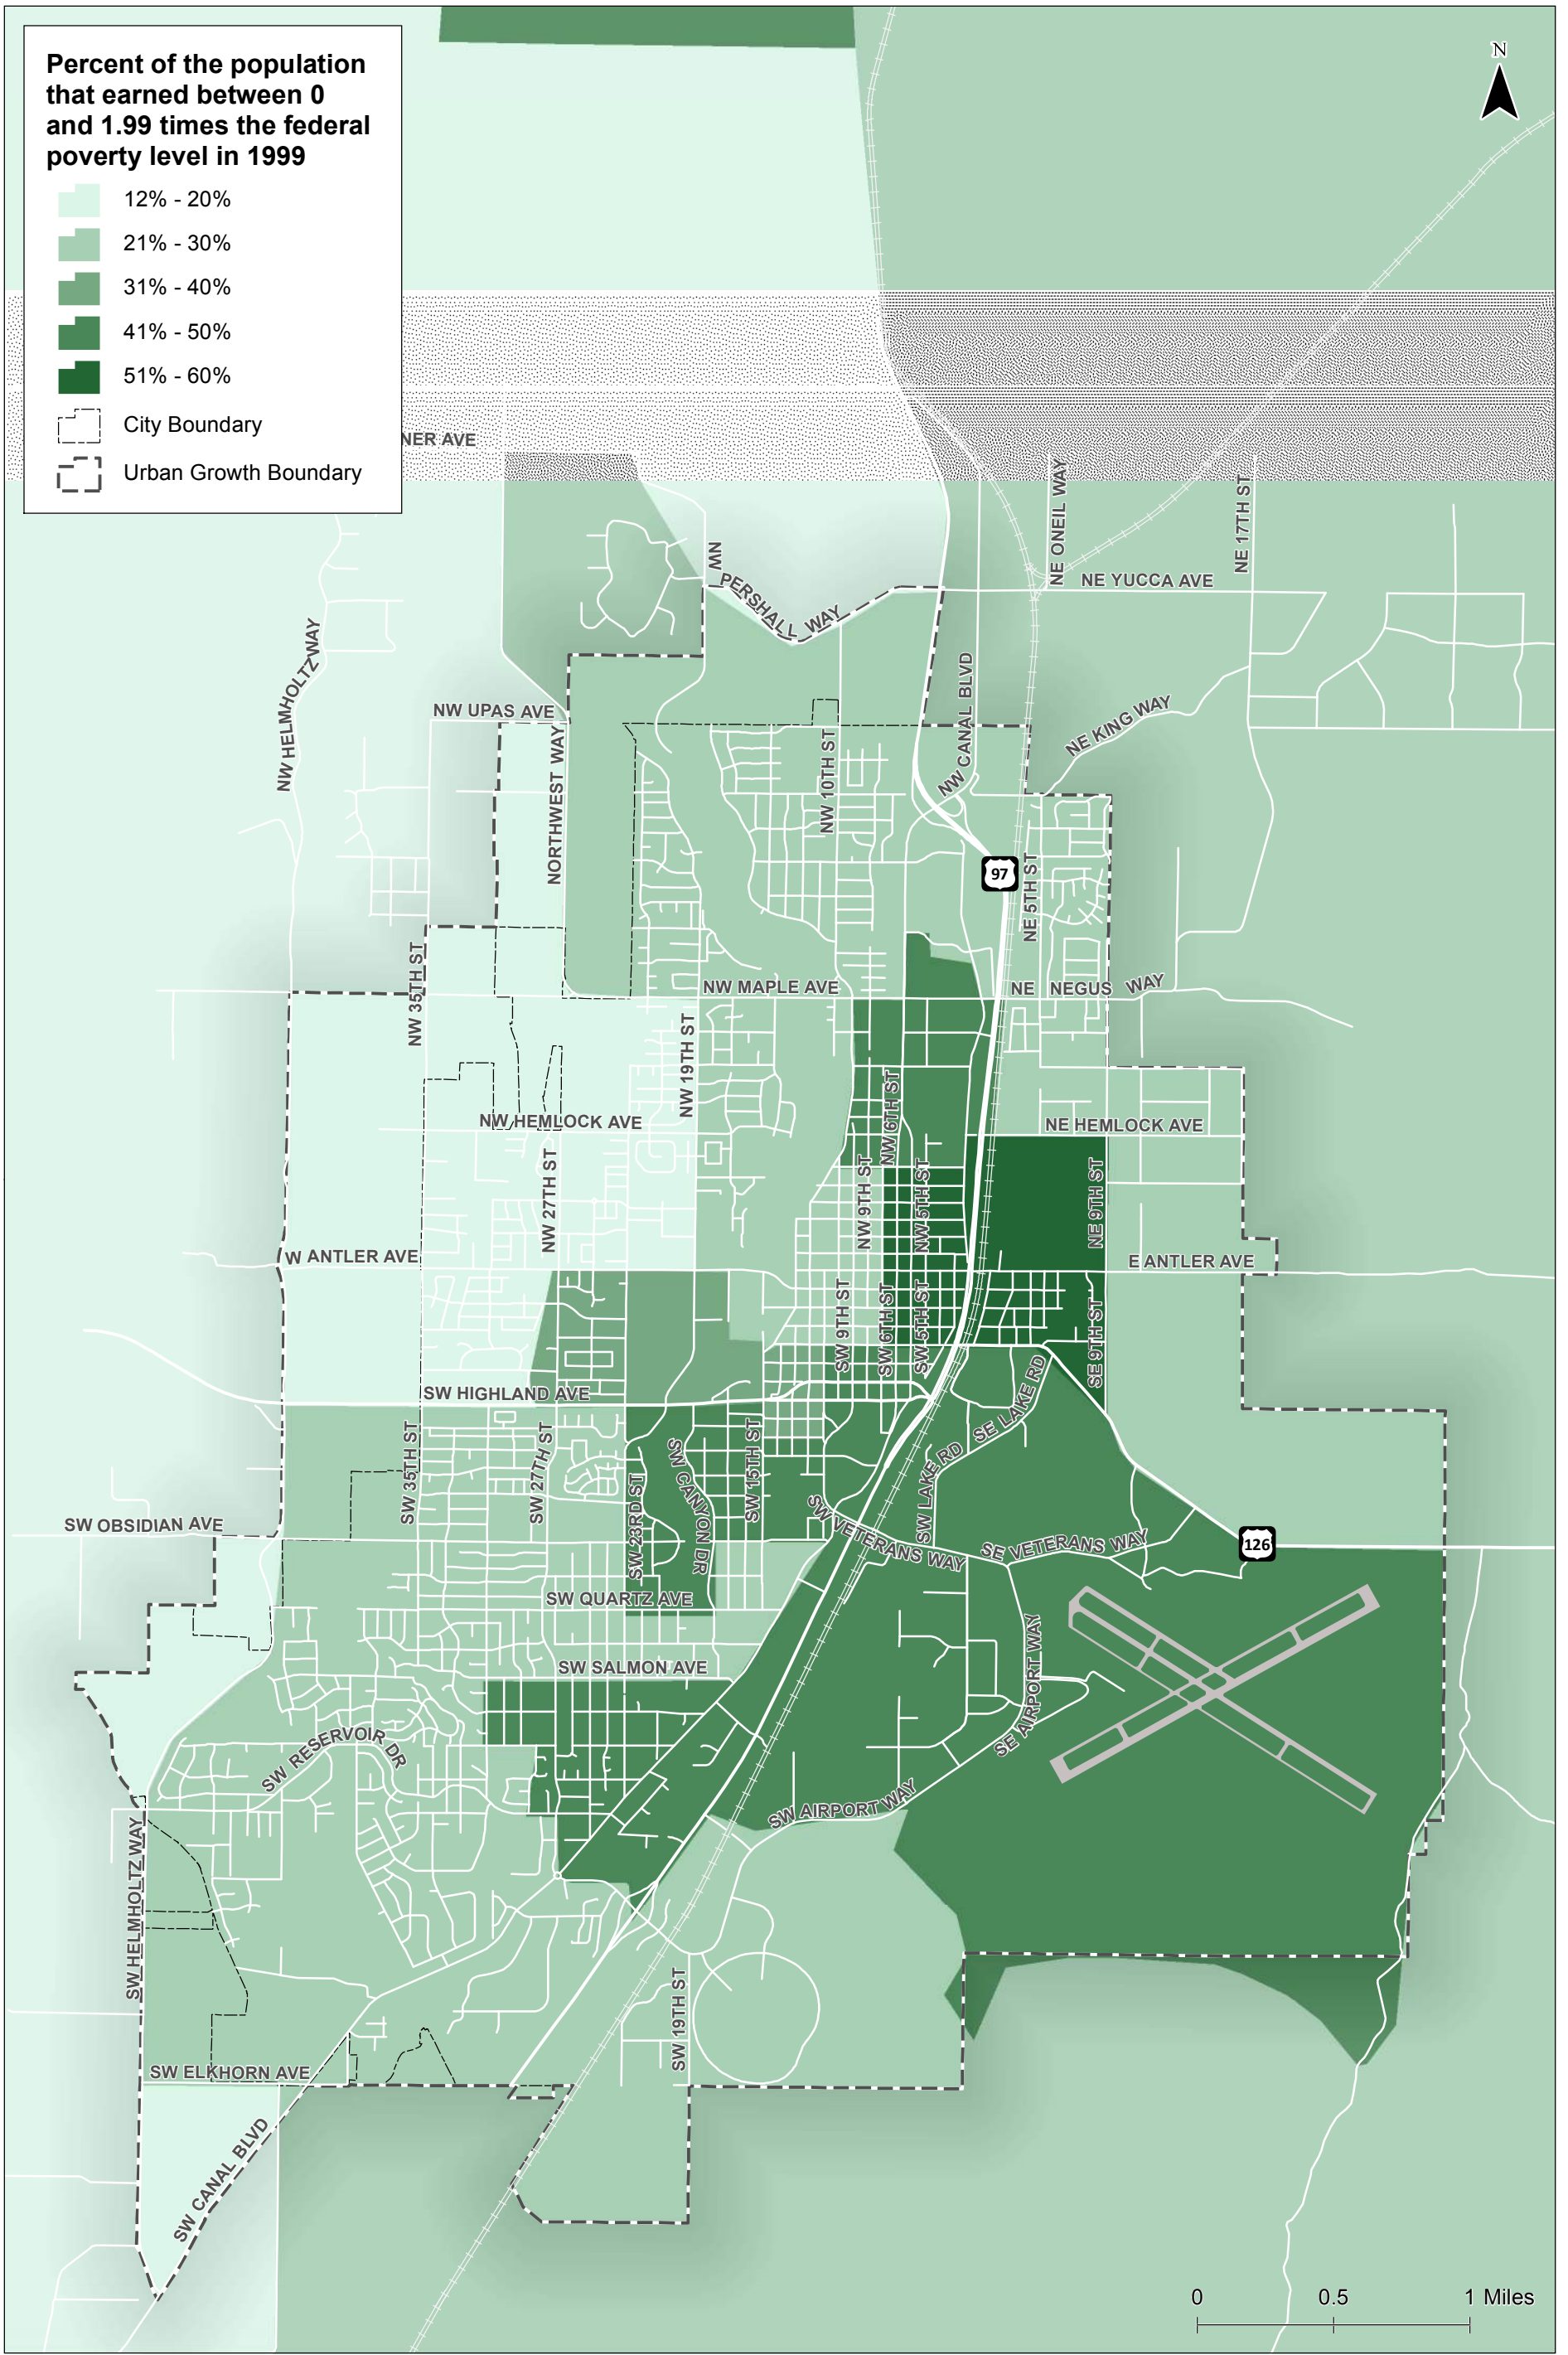 Percent of the population
that earned between 0
and 1.99 times the federal
poverty level in 1999
12% - 20%
21% - 30%
31% - 40%
41% - 50%
51% - 60%
City Boundary
Urban Growth Boundary
N
NER AVE
NE ONEIL WAY
NE 17TH ST
NE YUCCA AVE
NW
PERSHALL WAY
NW HELMHOLTZ WAY
NW CANAL BLVD
NE KING WAY
NW UPAS AVE
NORTHWEST WAY
NW 10TH ST
97
NE 5TH ST
NW 35TH ST
NW MAPLE AVE
NE NEGUS WAY
NW 19TH ST
NW 6TH ST
NW HEMLOCK AVE
NE HEMLOCK AVE
NW 27TH ST
NW 9TH ST
NW 5TH ST
NE 9TH ST
W ANTLER AVE
E ANTLER AVE
SW 9TH ST
SW 6TH ST
SW 5TH ST
SE 9TH ST
SE LAKE RD
SW HIGHLAND AVE
SW 35TH ST
SW 27TH ST
SW 23RD ST
SW CANYON DR
SW 15TH ST
SW LAKE RD
SW OBSIDIAN AVE
SW VETERANS WAY
SE VETERANS WAY
126
SW QUARTZ AVE
SW SALMON AVE
SE AIRPORT WAY
SW RESERVOIR DR
SW AIRPORT WAY
SW HELMHOLTZ WAY
SW 19TH ST
SW ELKHORN AVE
SW CANAL BLVD
0 0.5 1 Miles